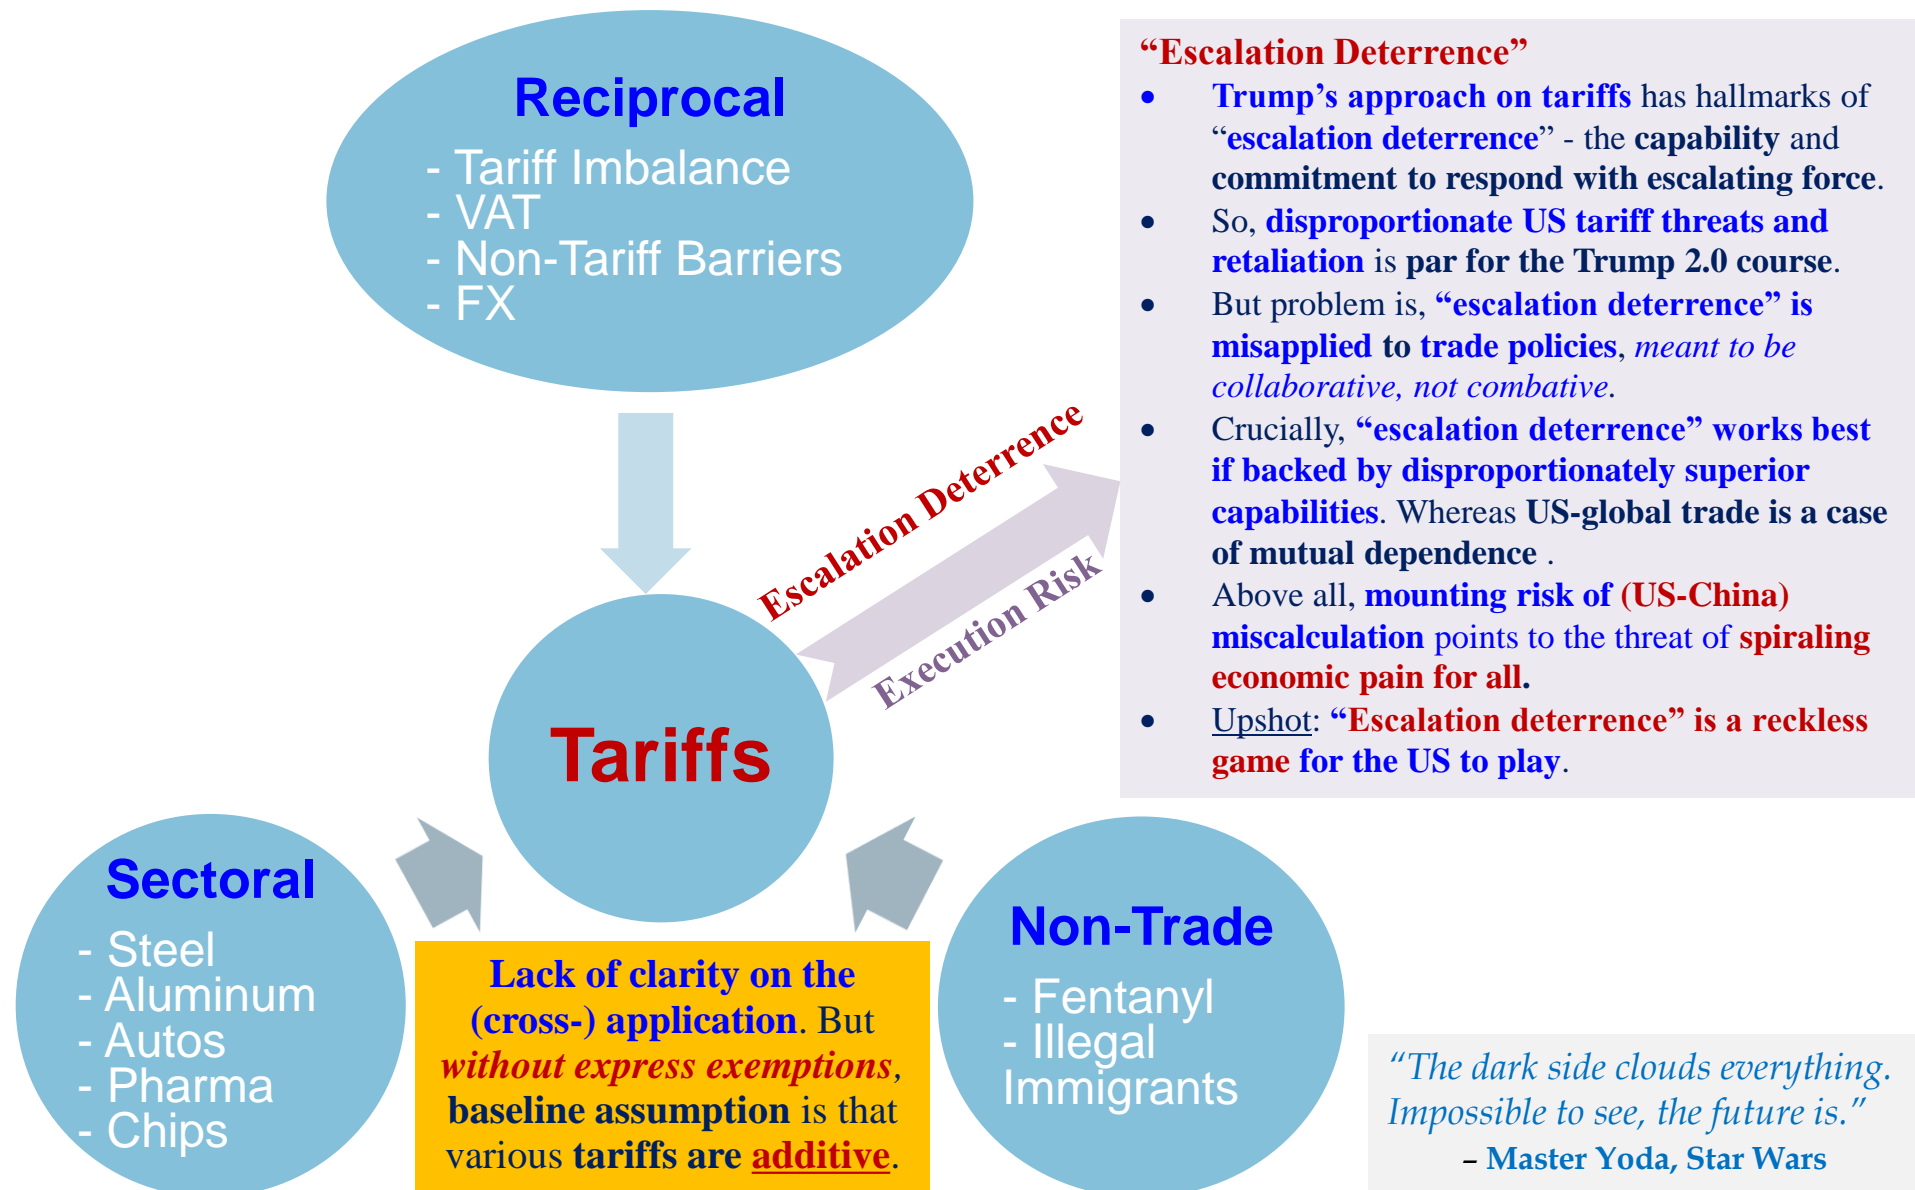 Reciprocal
- Tariff Imbalance
- VAT
- Non-Tariff Barriers
- FX
“Escalation Deterrence”
• Trump’s approach on tariffs has hallmarks of
“escalation deterrence” - the capability and
commitment to respond with escalating force.
• So, disproportionate US tariff threats and
retaliation is par for the Trump 2.0 course.
• But problem is, “escalation deterrence” is
misapplied to trade policies, meant to be
collaborative, not combative.
• Crucially, “escalation deterrence” works best
if backed by disproportionately superior
capabilities. Whereas US-global trade is a case
of mutual dependence .
• Above all, mounting risk of (US-China)
miscalculation points to the threat of spiraling
economic pain for all.
• Upshot: “Escalation deterrence” is a reckless
game for the US to play.
Escalation Deterrence
Execution Risk
Tariffs
Sectoral
- Steel
- Aluminum
- Autos
- Pharma
- Chips
Lack of clarity on the
(cross-) application. But
without express exemptions,
baseline assumption is that
various tariffs are additive.
Non-Trade
- Fentanyl
- Illegal
Immigrants
“The dark side clouds everything.
Impossible to see, the future is.”
– Master Yoda, Star Wars